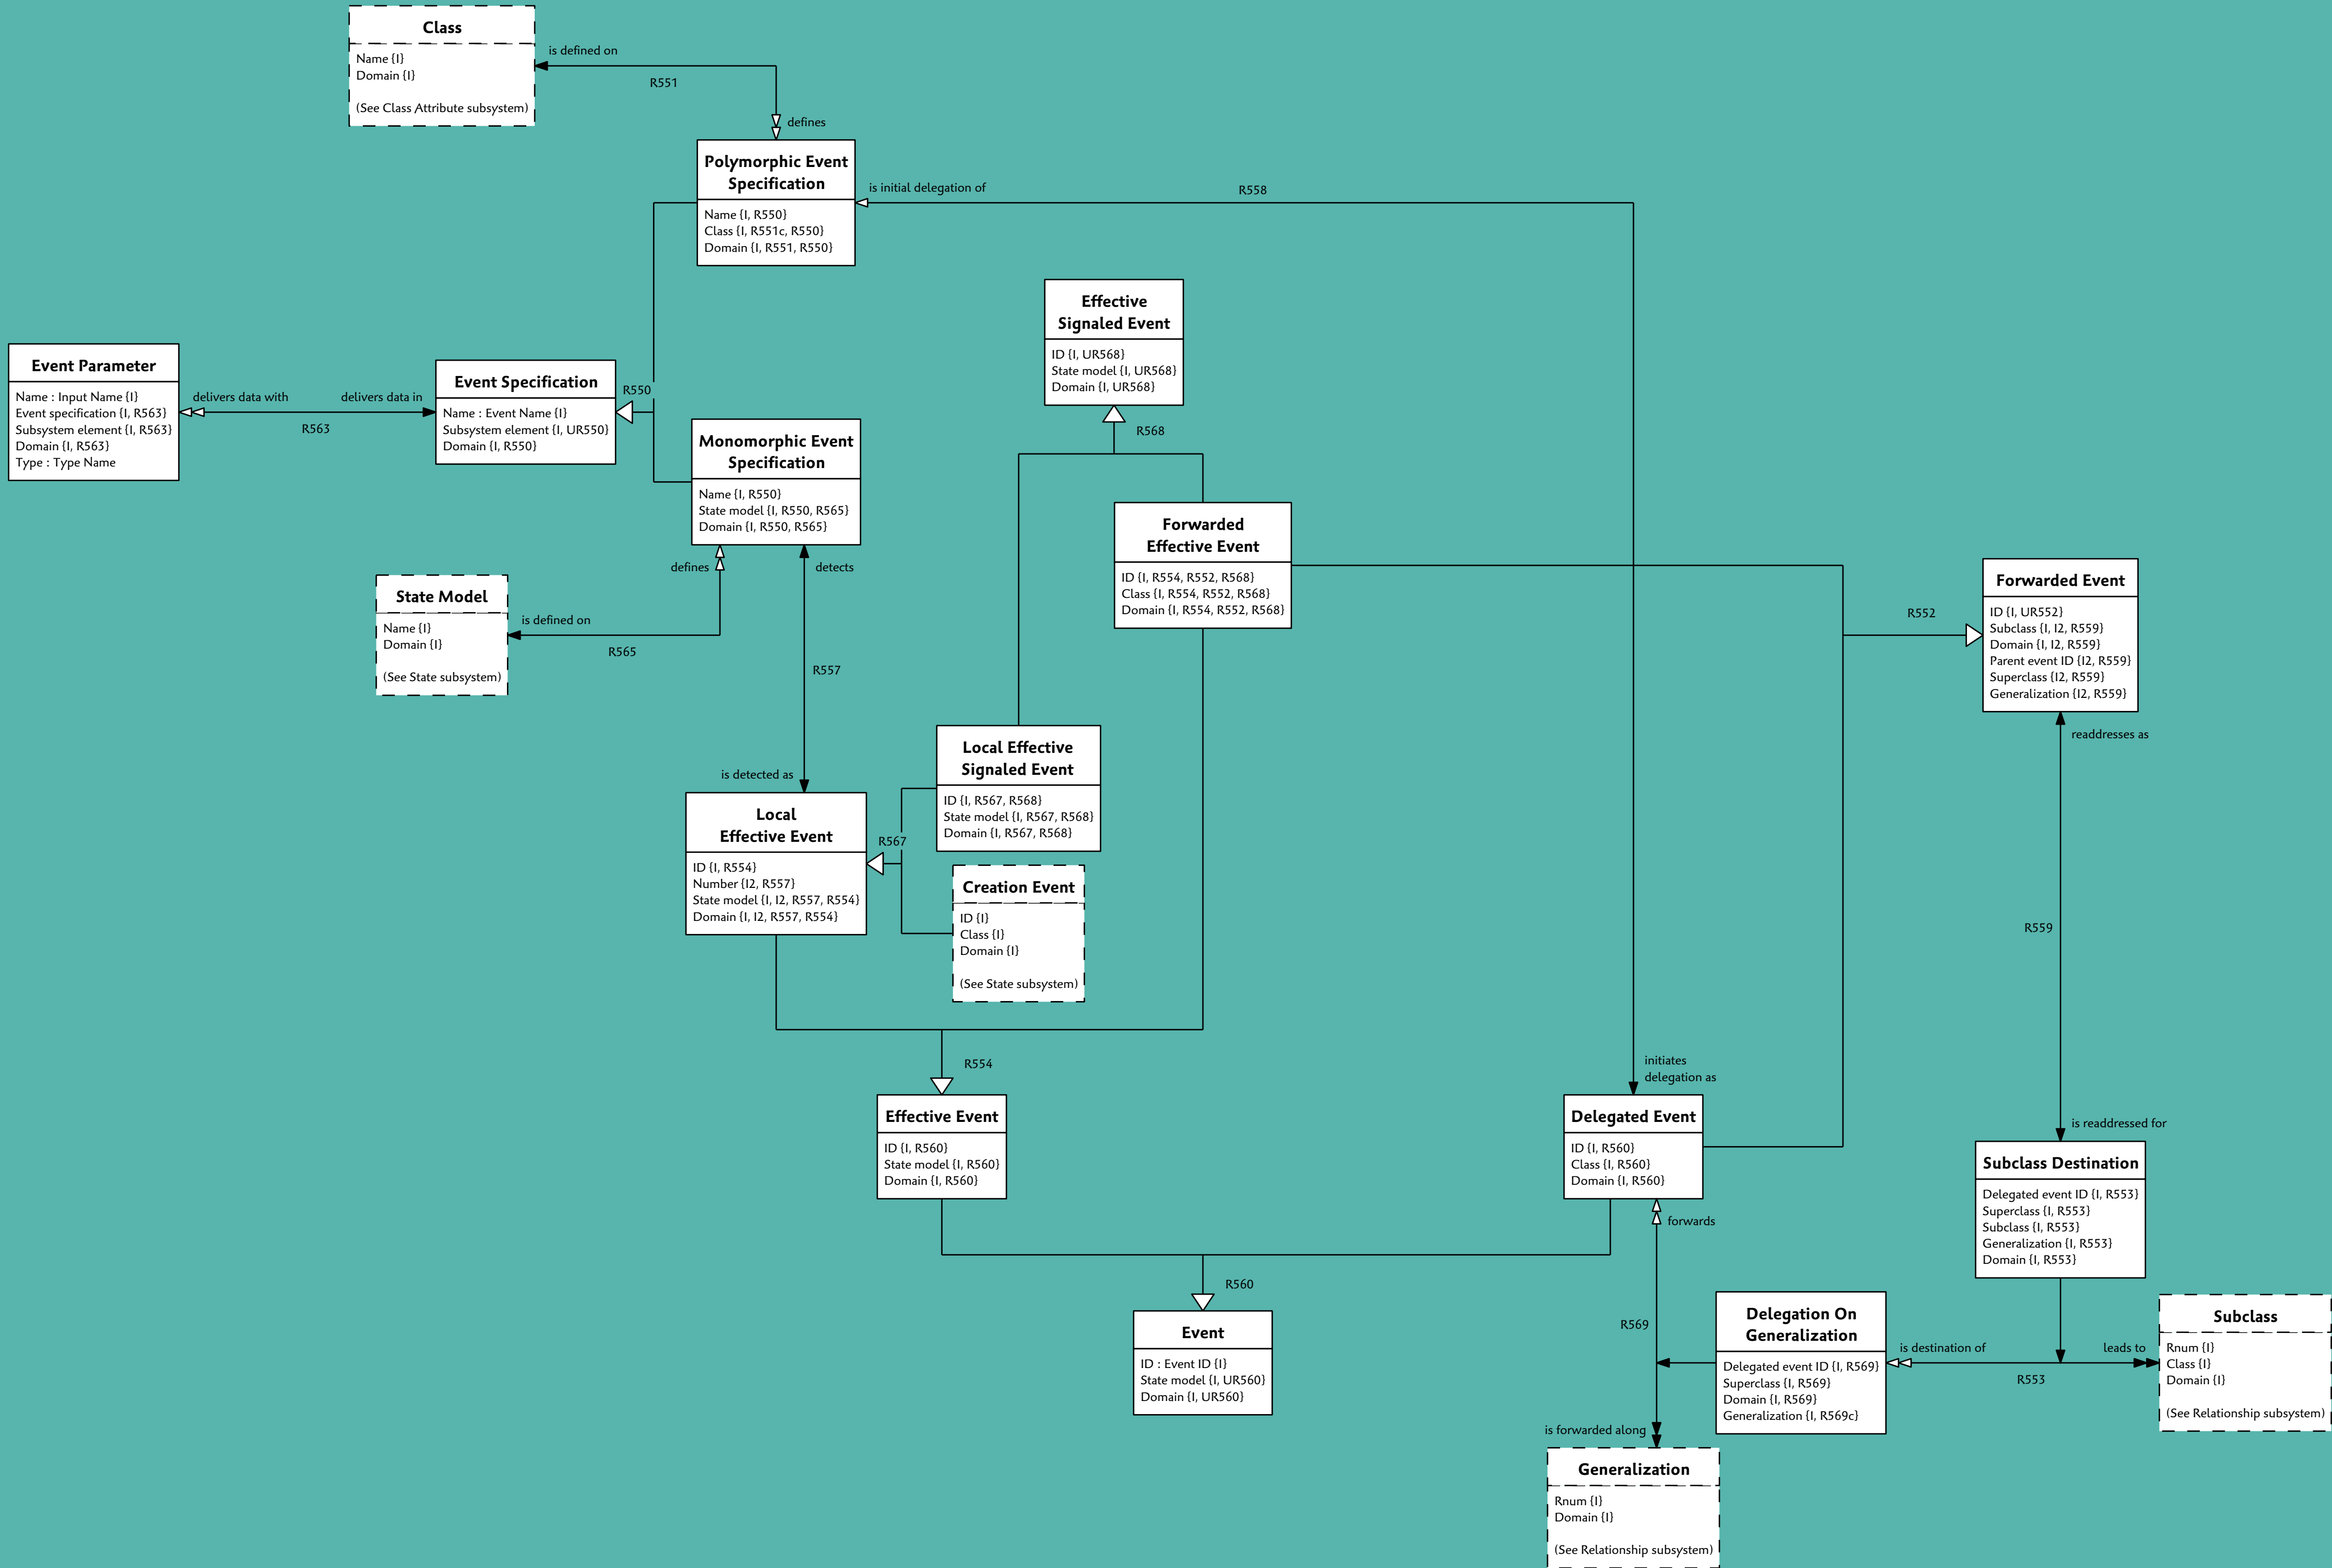 Class
Name {I}
Domain {I}
(See Class Attribute subsystem)
is defined on
R551
defines
Polymorphic Event
Specification
Name {I, R550}
Class {I, R551c, R550}
Domain {I, R551, R550}
is initial delegation of
R558
Effective
Signaled Event
ID {I, UR568}
State model {I, UR568}
Domain {I, UR568}
R568
Event Parameter
Name : Input Name {I}
Event specification {I, R563}
Subsystem element {I, R563}
Domain {I, R563}
Type : Type Name
delivers data with
delivers data in
R563
Event Specification
Name : Event Name {I}
Subsystem element {I, UR550}
Domain {I, R550}
R550
Monomorphic Event
Specification
Name {I, R550}
State model {I, R550, R565}
Domain {I, R550, R565}
defines
detects
State Model
Name {I}
Domain {I}
(See State subsystem)
is defined on
R565
R557
is detected as
Forwarded
Effective Event
ID {I, R554, R552, R568}
Class {I, R554, R552, R568}
Domain {I, R554, R552, R568}
R552
Forwarded Event
ID {I, UR552}
Subclass {I, I2, R559}
Domain {I, I2, R559}
Parent event ID {I2, R559}
Superclass {I2, R559}
Generalization {I2, R559}
readdresses as
R559
is readdressed for
Local Effective
Signaled Event
ID {I, R567, R568}
State model {I, R567, R568}
Domain {I, R567, R568}
Local
Effective Event
ID {I, R554}
Number {I2, R557}
State model {I, I2, R557, R554}
Domain {I, I2, R557, R554}
R567
Creation Event
ID {I}
Class {I}
Domain {I}
(See State subsystem)
R554
initiates
delegation as
Effective Event
ID {I, R560}
State model {I, R560}
Domain {I, R560}
Delegated Event
ID {I, R560}
Class {I, R560}
Domain {I, R560}
forwards
Subclass Destination
Delegated event ID {I, R553}
Superclass {I, R553}
Subclass {I, R553}
Generalization {I, R553}
Domain {I, R553}
R560
Event
ID : Event ID {I}
State model {I, UR560}
Domain {I, UR560}
R569
Delegation On
Generalization
Delegated event ID {I, R569}
Superclass {I, R569}
Domain {I, R569}
Generalization {I, R569c}
is destination of
leads to
R553
Subclass
Rnum {I}
Class {I}
Domain {I}
(See Relationship subsystem)
is forwarded along
Generalization
Rnum {I}
Domain {I}
(See Relationship subsystem)